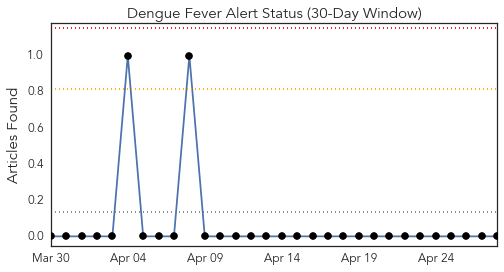 Dengue Fever Alert Status (30-Day Window)
Articles Found
1.0
0.8
0.6
0.4
0.2
0.0
Mar 30 Apr 04 Apr 09 Apr 14 Apr 19 Apr 24